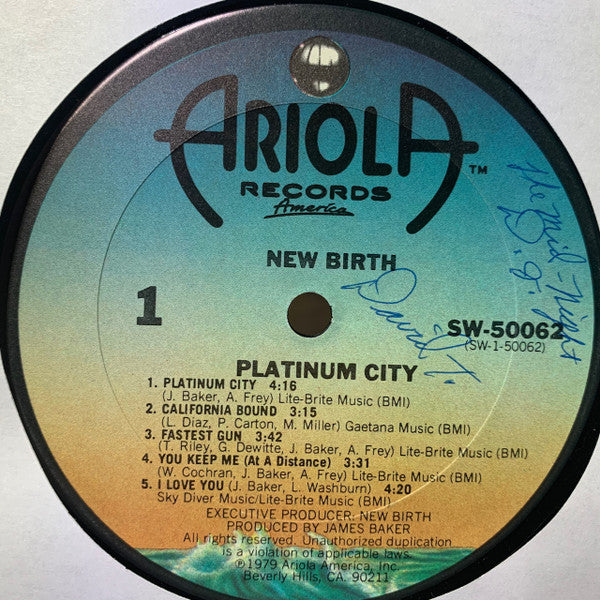 ARIOLA™
RECORDS
America
NEW BIRTH
the Mid-Night
D.J.
David T.
1
SW-50062
(SW-1-50062)
PLATINUM CITY
1. PLATINUM CITY 4:16
(J. Baker, A. Frey) Lite-Brite Music (BMI)
2. CALIFORNIA BOUND 3:15
(L. Diaz, P. Carton, M. Miller) Gaetana Music (BMI)
3. FASTEST GUN 3:42
(T. Riley, G. Dewitte, J. Baker, A. Frey) Lite-Brite Music (BMI)
4. YOU KEEP ME (At A Distance) 3:31
(W. Cochran, J. Baker, A. Frey) Lite-Brite Music (BMI)
5. I LOVE YOU (J. Baker, L. Washburn) 4:20
Sky Diver Music/Lite-Brite Music (BMI)
EXECUTIVE PRODUCER: NEW BIRTH
PRODUCED BY JAMES BAKER
All rights reserved. Unauthorized duplication
is a violation of applicable laws.
℗1979 Ariola America, Inc.
Beverly Hills, CA. 90211